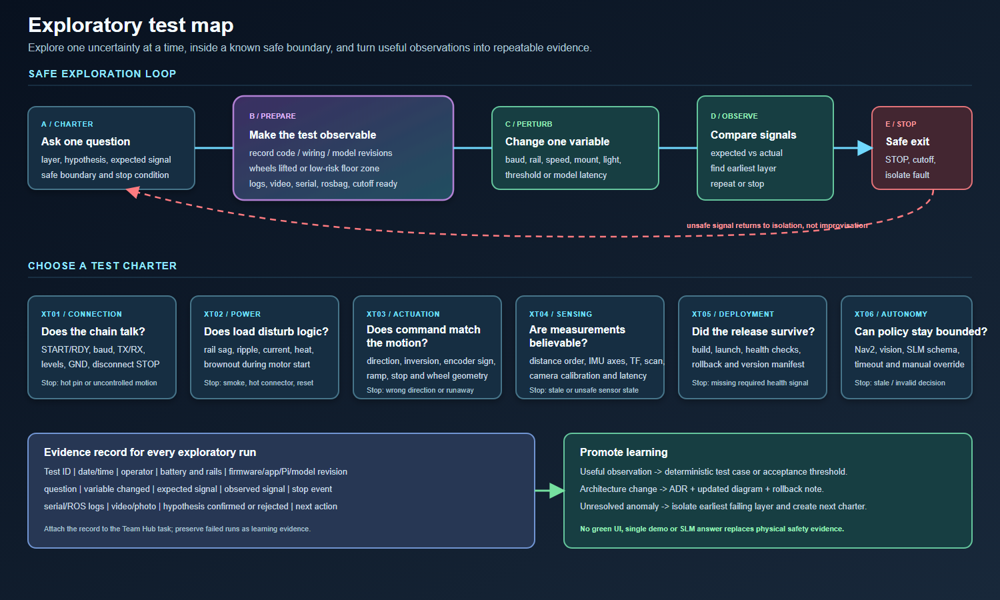 Exploratory test map
Explore one uncertainty at a time, inside a known safe boundary, and turn useful observations into repeatable evidence.
SAFE EXPLORATION LOOP
A / CHARTER
Ask one question
layer, hypothesis, expected signal
safe boundary and stop condition
B / PREPARE
Make the test observable
record code / wiring / model revisions
wheels lifted or low-risk floor zone
logs, video, serial, rosbag, cutoff ready
C / PERTURB
Change one variable
baud, rail, speed, mount, light,
threshold or model latency
D / OBSERVE
Compare signals
expected vs actual
find earliest layer
repeat or stop
E / STOP
Safe exit
STOP, cutoff,
isolate fault
unsafe signal returns to isolation, not improvisation
CHOOSE A TEST CHARTER
XT01 / CONNECTION
Does the chain talk?
START/RDY, baud, TX/RX,
levels, GND, disconnect STOP
Stop: hot pin or uncontrolled motion
XT02 / POWER
Does load disturb logic?
rail sag, ripple, current, heat,
brownout during motor start
Stop: smoke, hot connector, reset
XT03 / ACTUATION
Does command match
the motion?
direction, inversion, encoder sign,
ramp, stop and wheel geometry
Stop: wrong direction or runaway
XT04 / SENSING
Are measurements
believable?
distance order, IMU axes, TF, scan,
camera calibration and latency
Stop: stale or unsafe sensor state
XT05 / DEPLOYMENT
Did the release survive?
build, launch, health checks,
rollback and version manifest
Stop: missing required health signal
XT06 / AUTONOMY
Can policy stay bounded?
Nav2, vision, SLM schema,
timeout and manual override
Stop: stale / invalid decision
Evidence record for every exploratory run
Test ID | date/time | operator | battery and rails | firmware/app/Pi/model revision
question | variable changed | expected signal | observed signal | stop event
serial/ROS logs | video/photo | hypothesis confirmed or rejected | next action
Attach the record to the Team Hub task; preserve failed runs as learning evidence.
Promote learning
Useful observation -> deterministic test case or acceptance threshold.
Architecture change -> ADR + updated diagram + rollback note.
Unresolved anomaly -> isolate earliest failing layer and create next charter.
No green UI, single demo or SLM answer replaces physical safety evidence.